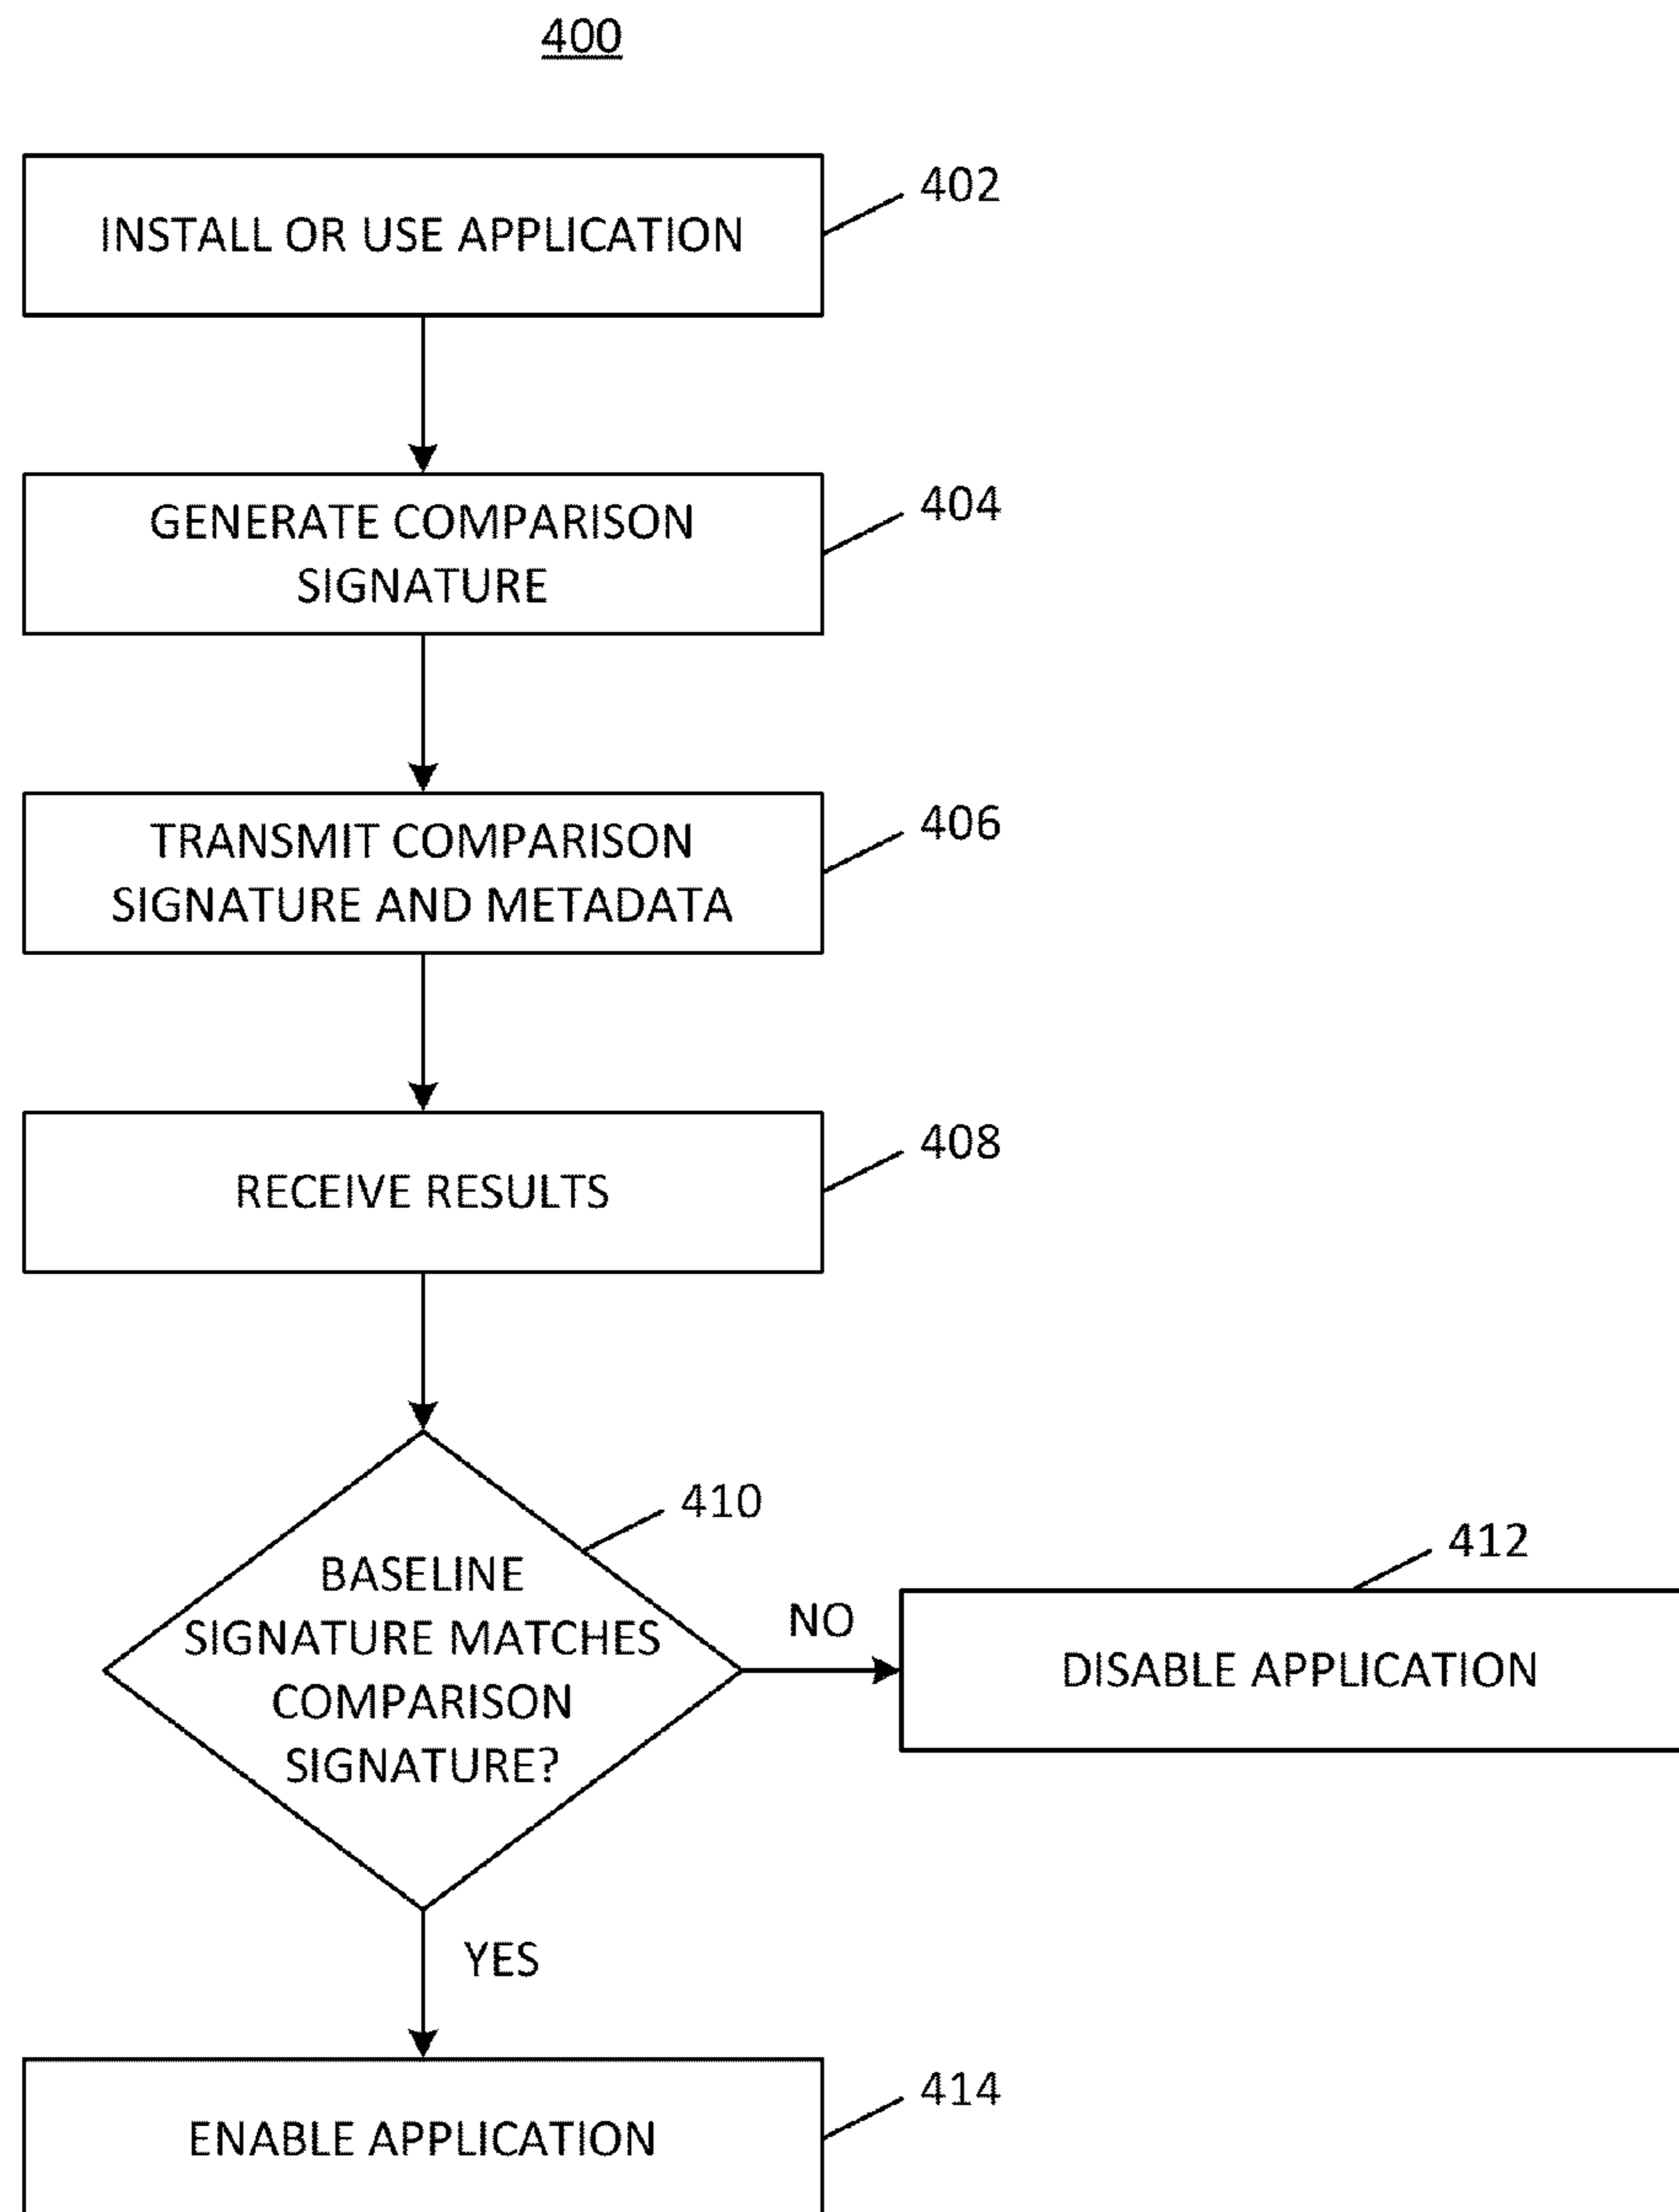 400
INSTALL OR USE APPLICATION
402
GENERATE COMPARISON
SIGNATURE
404
TRANSMIT COMPARISON
SIGNATURE AND METADATA
406
RECEIVE RESULTS
408
BASELINE
SIGNATURE MATCHES
COMPARISON
SIGNATURE?
410
NO
412
DISABLE APPLICATION
YES
ENABLE APPLICATION
414